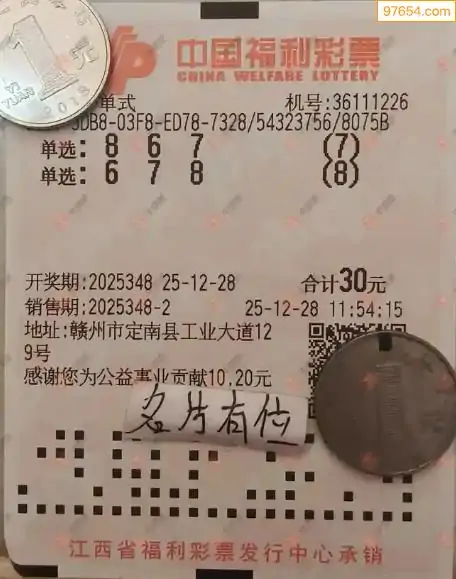 97654.com
中国福利彩票
CHINA WELFARE LOTTERY
1元
YI
YUAN
2013
单式 机号:36111226
DB8-03F8-ED78-7328/54323756/8075B
单选: 8 6 7 (7)
单选: 6 7 8 (8)
开奖期:2025348 25-12-28 合计30元
销售期:2025348-2 25-12-28 11:54:15
地址:赣州市定南县工业大道12
9号
感谢您为公益事业贡献10.20元
名片有位
江西省福利彩票发行中心承销